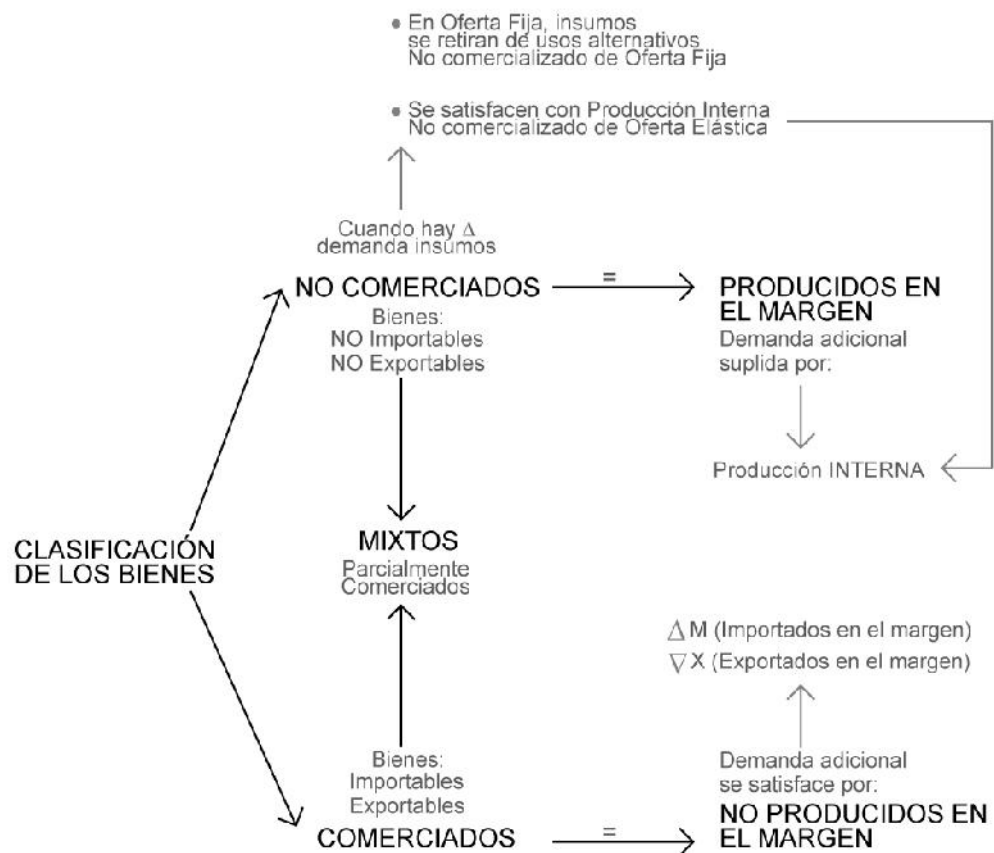 • En Oferta Fija, insumos
se retiran de usos alternativos
No comercializado de Oferta Fija
• Se satisfacen con Producción Interna
No comercializado de Oferta Elástica
Cuando hay Δ
demanda insumos
NO COMERCIADOS
=
PRODUCIDOS EN
EL MARGEN
Bienes:
NO Importables
NO Exportables
Demanda adicional
suplida por:
Producción INTERNA
CLASIFICACIÓN
DE LOS BIENES
MIXTOS
Parcialmente
Comerciados
Δ M (Importados en el margen)
∇ X (Exportados en el margen)
Bienes:
Importables
Exportables
COMERCIADOS
=
Demanda adicional
se satisface por:
NO PRODUCIDOS EN
EL MARGEN